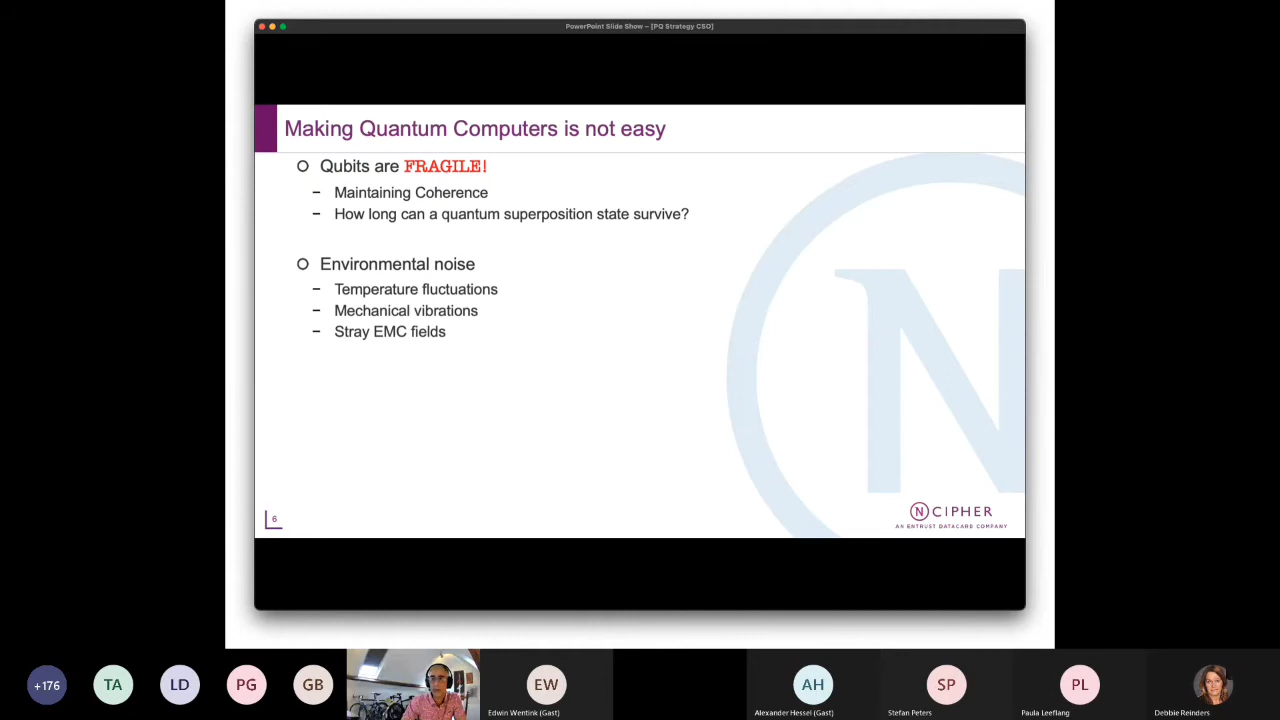 PowerPoint Slide Show – [PQ Strategy CSO]
Making Quantum Computers is not easy
Qubits are FRAGILE!
– Maintaining Coherence
– How long can a quantum superposition state survive?
Environmental noise
– Temperature fluctuations
– Mechanical vibrations
– Stray EMC fields
N
6
N CIPHER
AN ENTRUST DATACARD COMPANY
+176
TA
LD
PG
GB
EW
AH
SP
PL
Edwin Wentink (Gast)
Alexander Hessel (Gast)
Stefan Peters
Paula Leeflang
Debbie Reinders